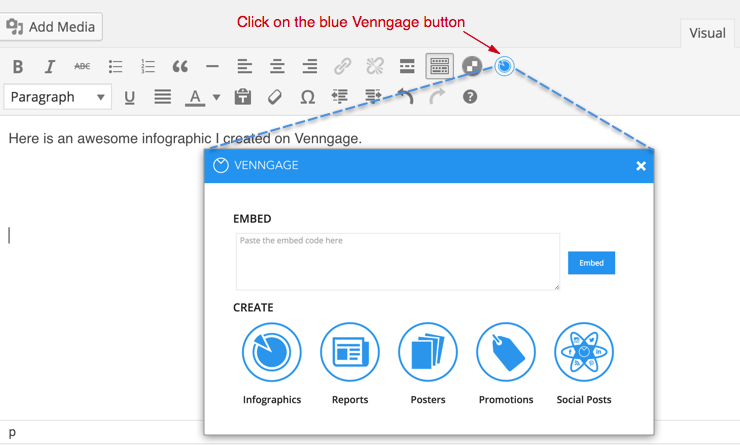 Click on the blue Venngage button
Add Media
Visual
B I ABC
Paragraph U A Ω ?
Here is an awesome infographic I created on Venngage.
VENNGAGE
EMBED
Paste the embed code here
Embed
CREATE
Infographics Reports Posters Promotions Social Posts
p